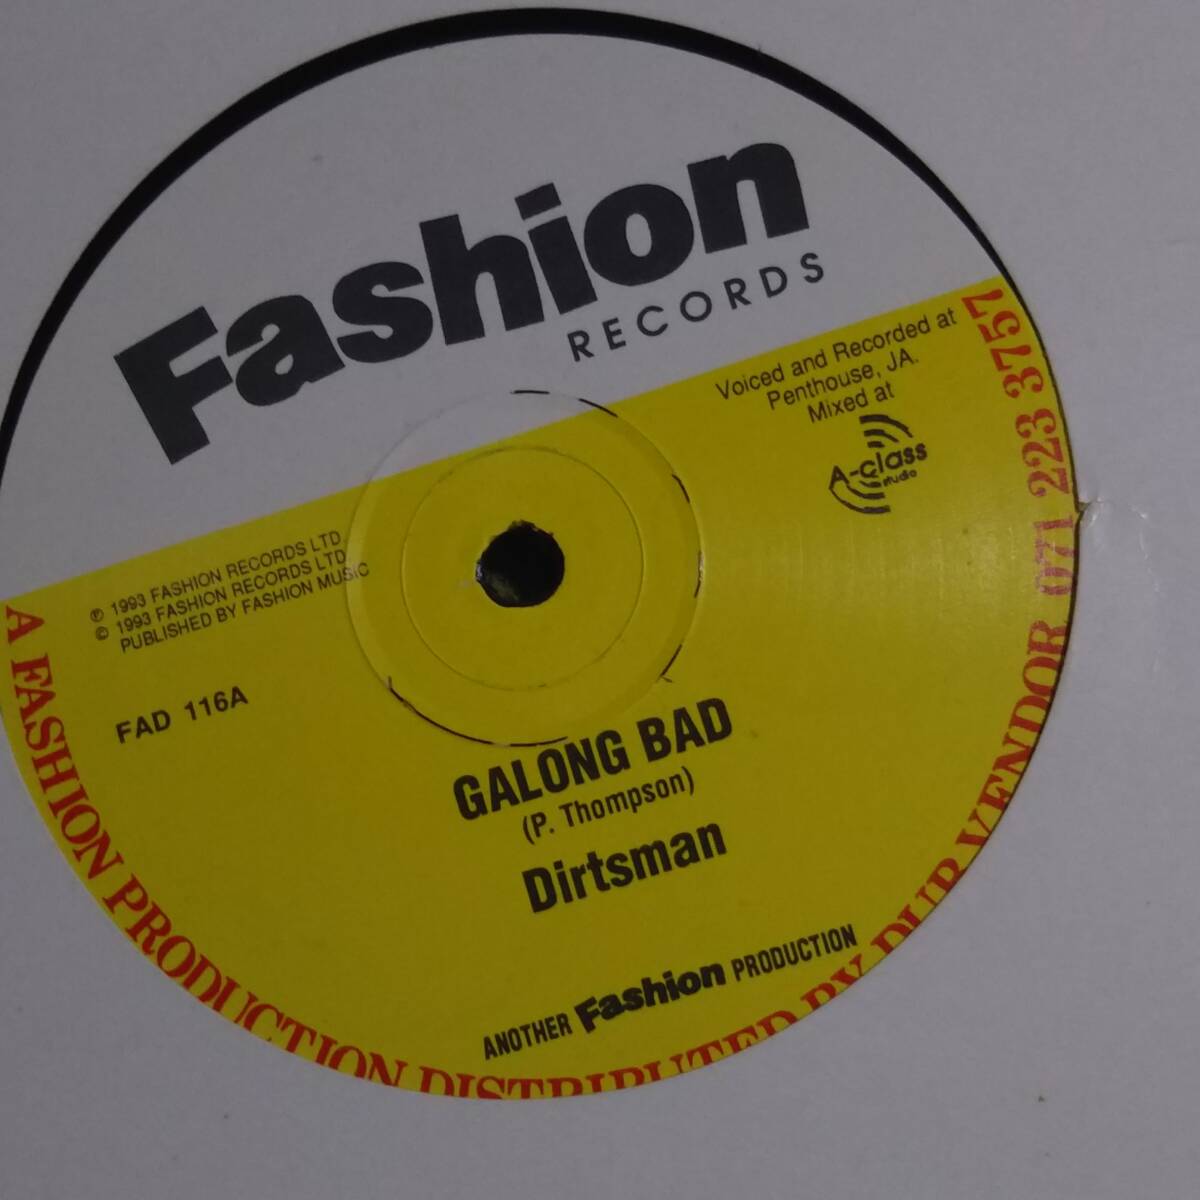 Fashion
RECORDS
Voiced and Recorded at
Penthouse, JA.
Mixed at
A-class
studio
℗ 1993 FASHION RECORDS LTD
© 1993 FASHION RECORDS LTD
PUBLISHED BY FASHION MUSIC
FAD 116A
GALONG BAD
(P. Thompson)
Dirtsman
ANOTHER Fashion PRODUCTION
A FASHION PRODUCTION DISTRIBUTED BY DUB VENDOR 071 223 3757